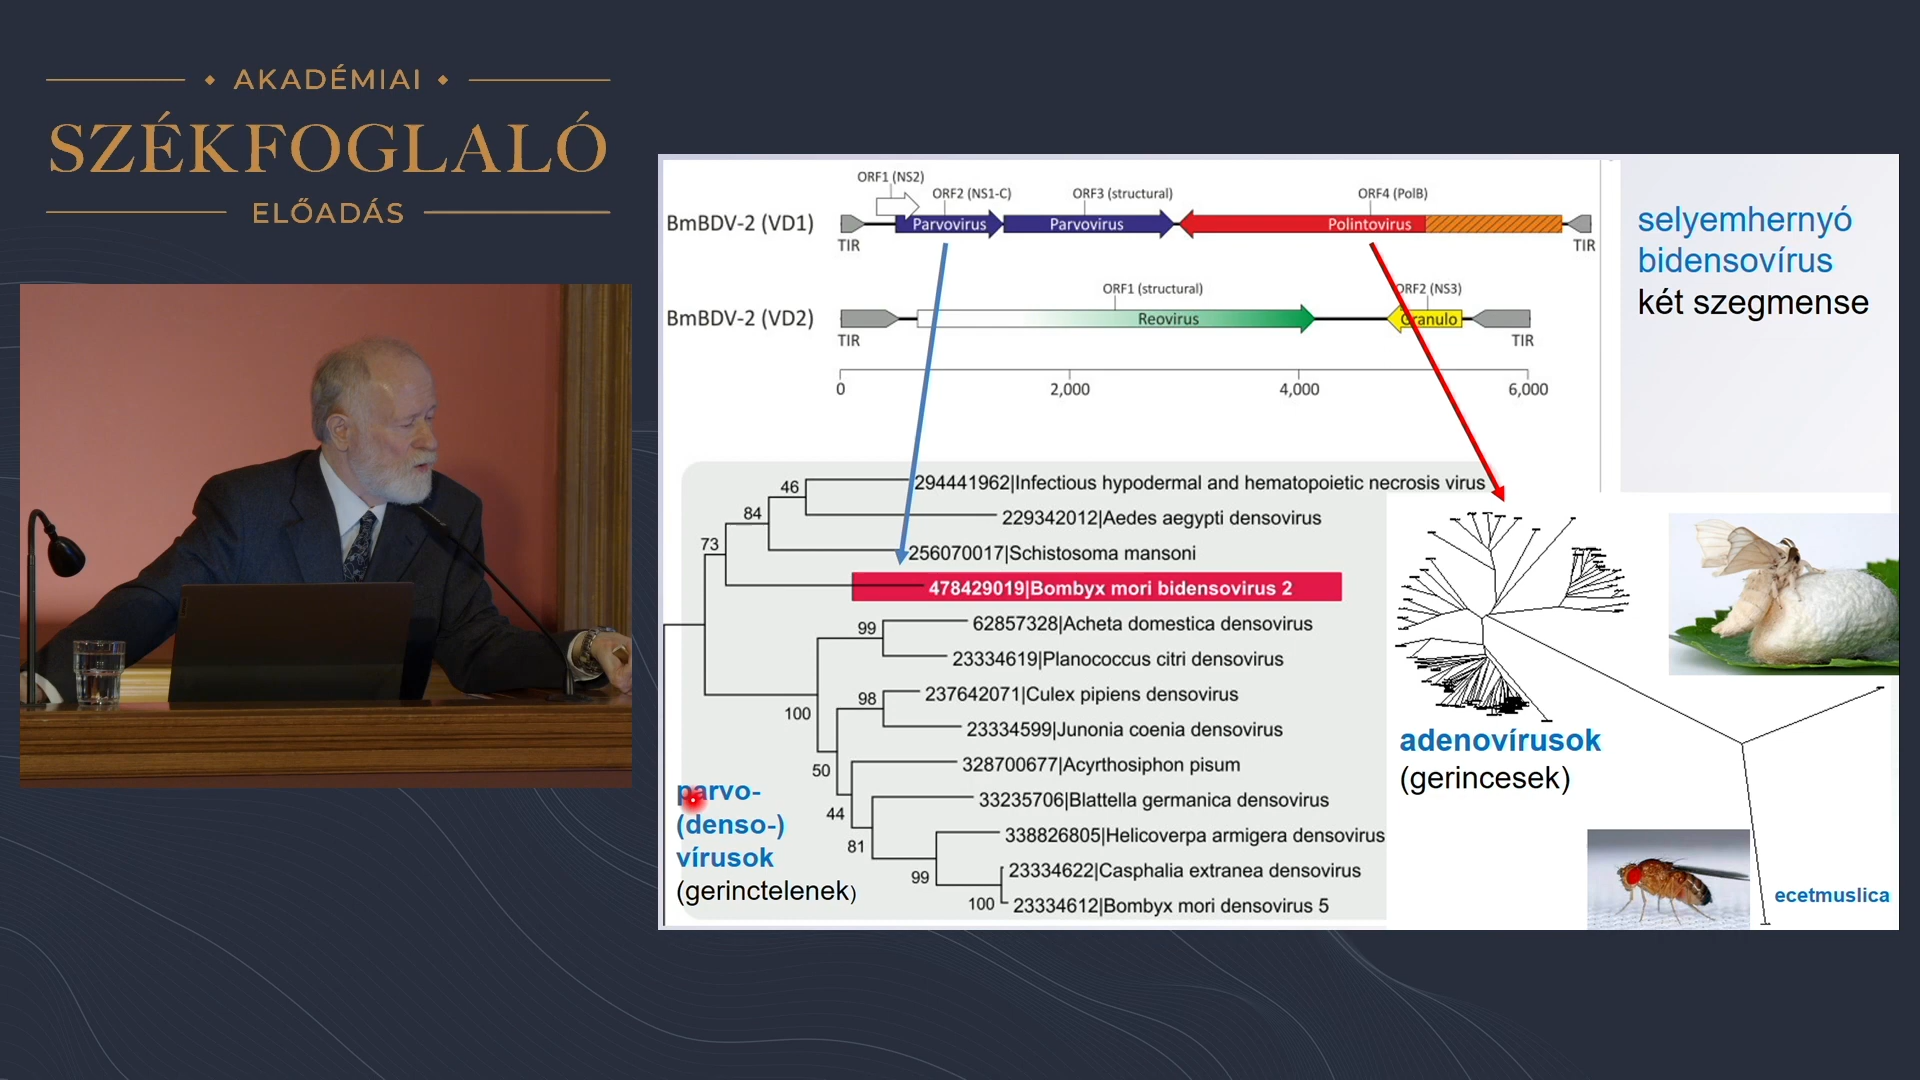 AKADÉMIAI
SZÉKFOGLALÓ
ELŐADÁS
ORF1 (NS2)
ORF2 (NS1-C)
ORF3 (structural)
ORF4 (PolB)
BmBDV-2 (VD1)
Parvovirus
Parvovirus
Polintovirus
TIR
TIR
ORF1 (structural)
ORF2 (NS3)
BmBDV-2 (VD2)
Reovirus
Granulo
TIR
TIR
0
2,000
4,000
6,000
selyemhernyó
bidensovírus
két szegmense
46
294441962|Infectious hypodermal and hematopoietic necrosis virus
84
229342012|Aedes aegypti densovirus
73
256070017|Schistosoma mansoni
478429019|Bombyx mori bidensovirus 2
99
62857328|Acheta domestica densovirus
23334619|Planococcus citri densovirus
98
237642071|Culex pipiens densovirus
100
23334599|Junonia coenia densovirus
50
328700677|Acyrthosiphon pisum
44
33235706|Blattella germanica densovirus
81
338826805|Helicoverpa armigera densovirus
99
23334622|Casphalia extranea densovirus
100
23334612|Bombyx mori densovirus 5
parvo-
(denso-)
vírusok
(gerinctelenek)
adenovírusok
(gerincesek)
ecetmuslica